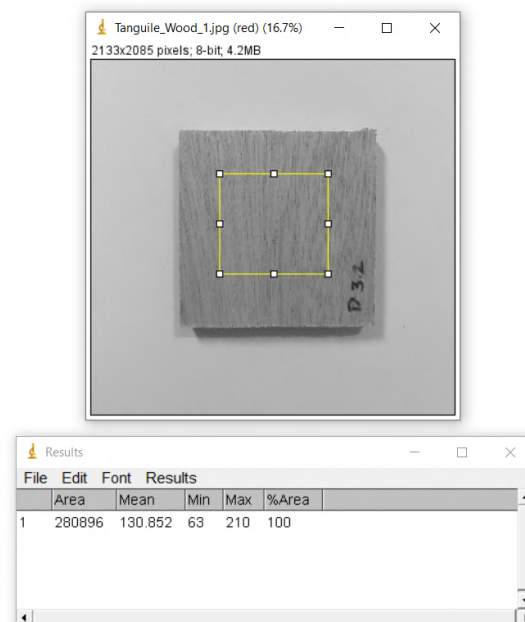 Tanguile_Wood_1.jpg (red) (16.7%)
2133x2085 pixels; 8-bit; 4.2MB
D 3.2
Results
File Edit Font Results
Area Mean Min Max %Area
1 280896 130.852 63 210 100